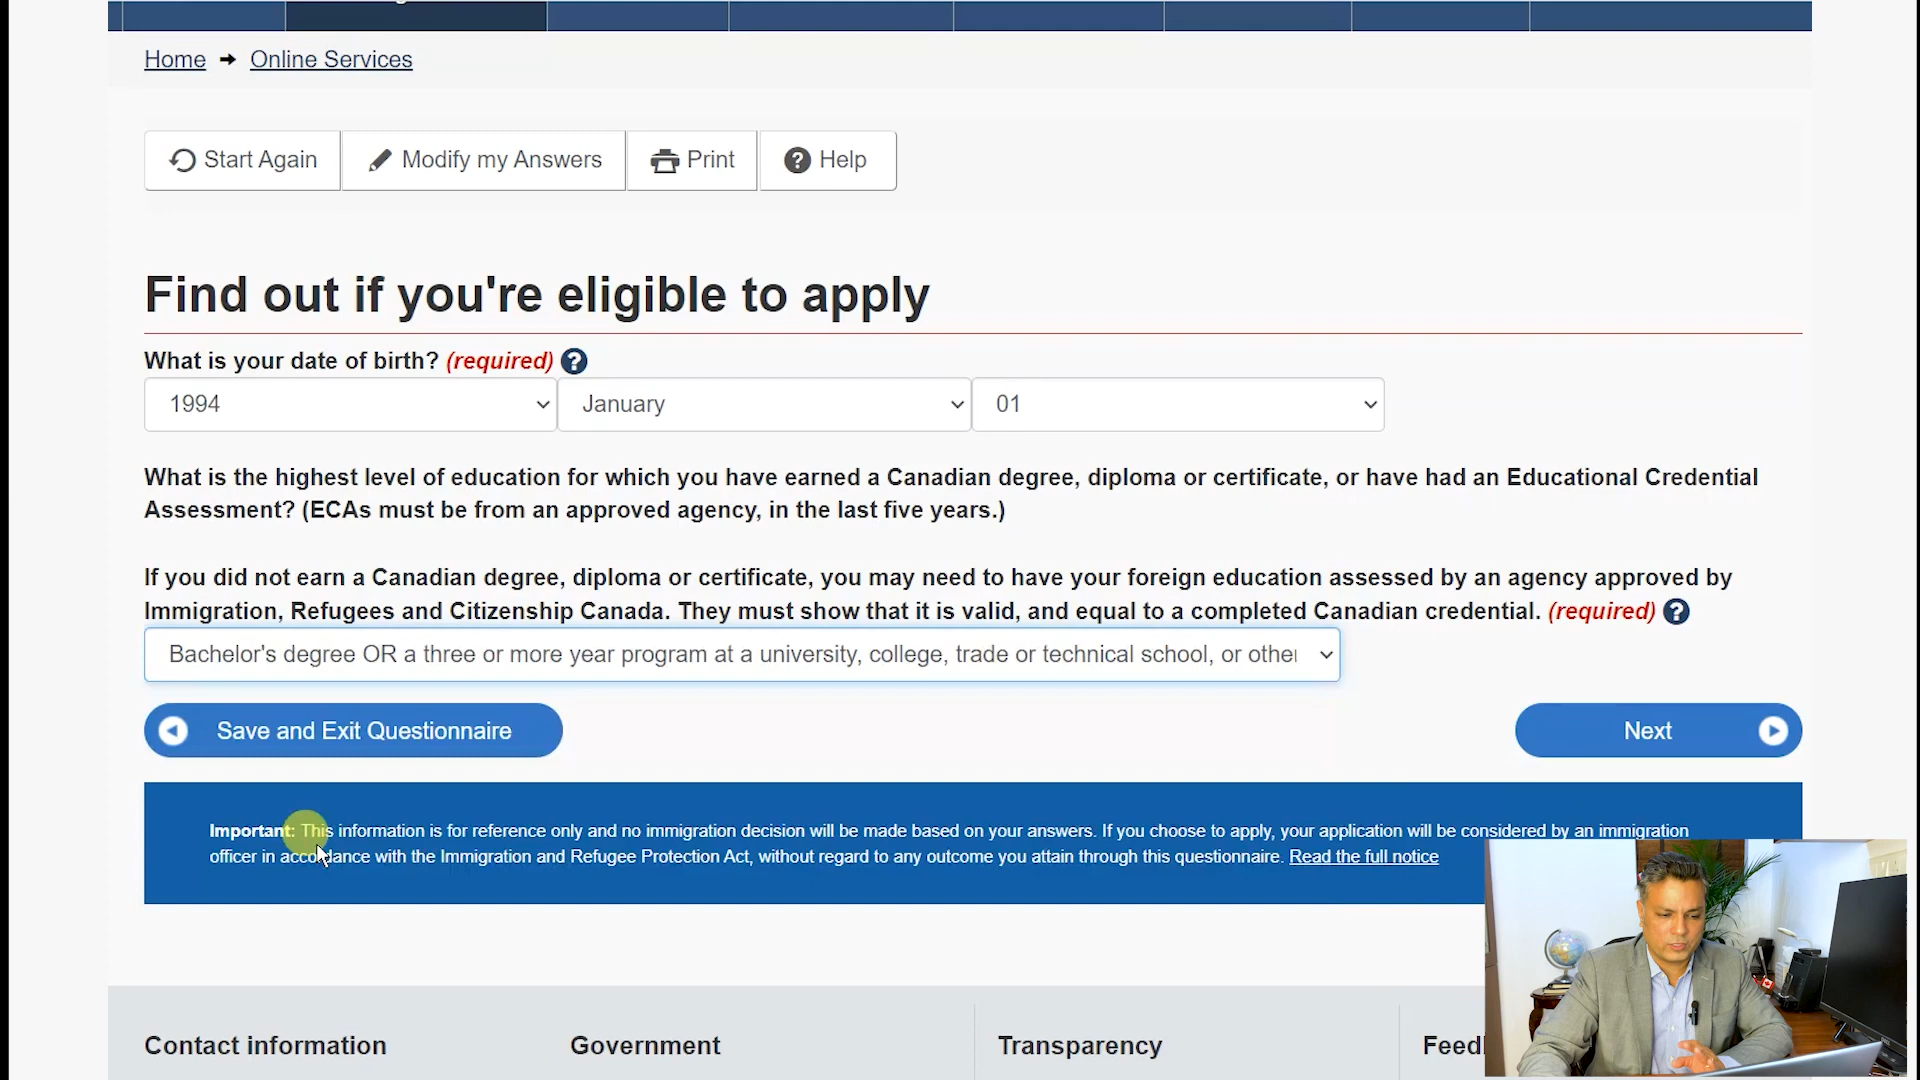 Home → Online Services
Start Again
Modify my Answers
Print
? Help
Find out if you're eligible to apply
What is your date of birth? (required) ?
1994
January
01
What is the highest level of education for which you have earned a Canadian degree, diploma or certificate, or have had an Educational Credential
Assessment? (ECAs must be from an approved agency, in the last five years.)
If you did not earn a Canadian degree, diploma or certificate, you may need to have your foreign education assessed by an agency approved by
Immigration, Refugees and Citizenship Canada. They must show that it is valid, and equal to a completed Canadian credential. (required) ?
Bachelor's degree OR a three or more year program at a university, college, trade or technical school, or other
Save and Exit Questionnaire
Next
Important: This information is for reference only and no immigration decision will be made based on your answers. If you choose to apply, your application will be considered by an immigration
officer in accordance with the Immigration and Refugee Protection Act, without regard to any outcome you attain through this questionnaire. Read the full notice
Contact information
Government
Transparency